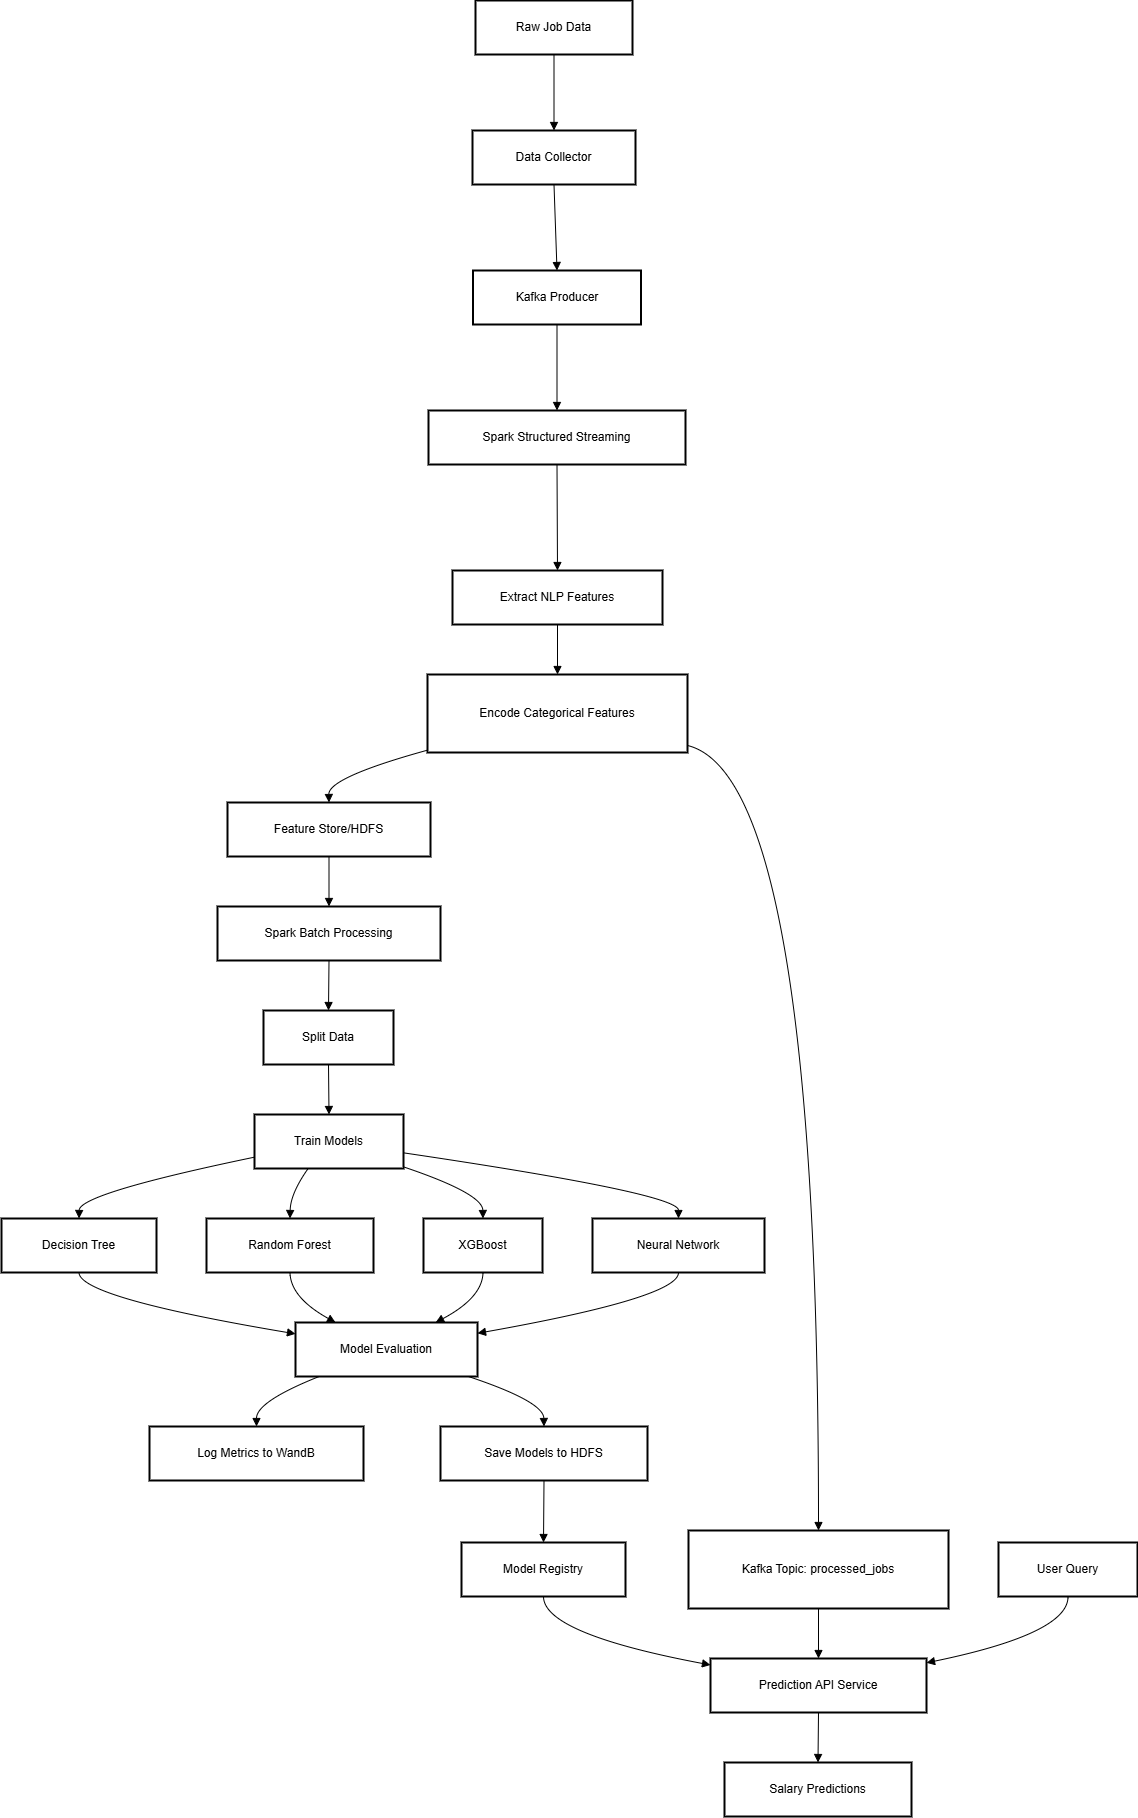 Raw Job Data
Data Collector
Kafka Producer
Spark Structured Streaming
Extract NLP Features
Encode Categorical Features
Feature Store/HDFS
Spark Batch Processing
Split Data
Train Models
Decision Tree
Random Forest
XGBoost
Neural Network
Model Evaluation
Log Metrics to WandB
Save Models to HDFS
Model Registry
Kafka Topic: processed_jobs
User Query
Prediction API Service
Salary Predictions